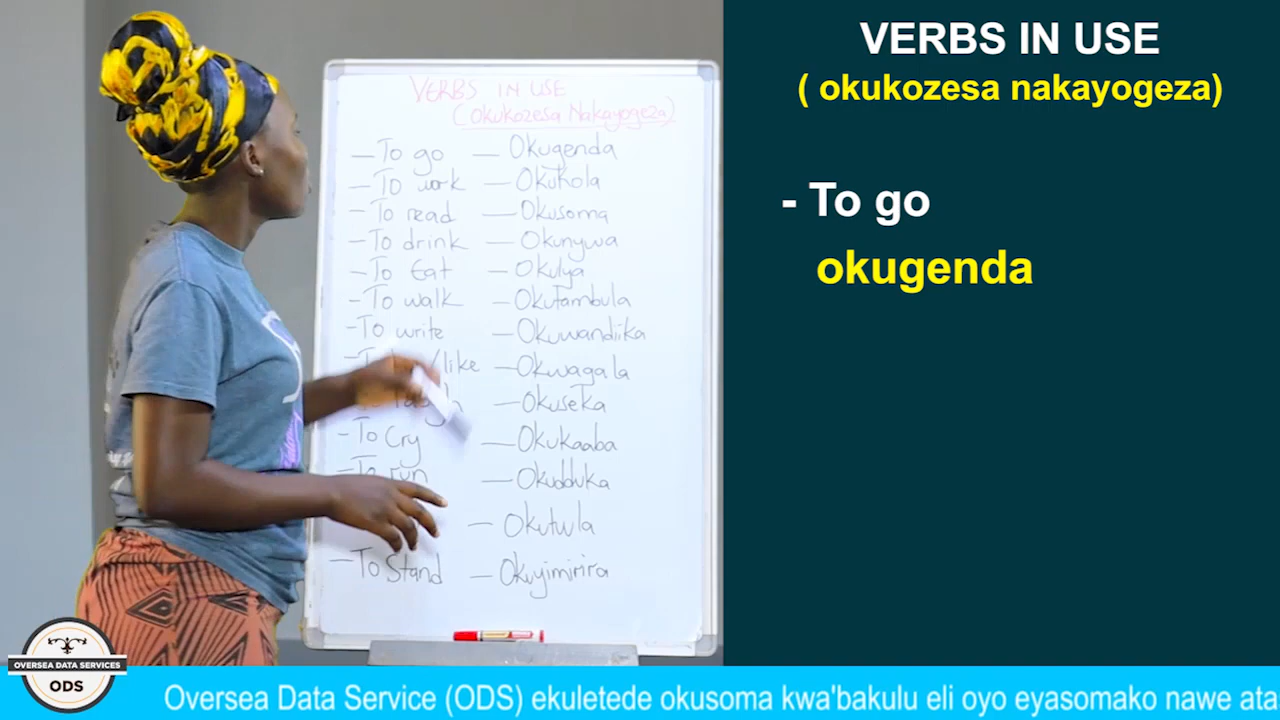 VERBS IN USE
(Okukozesa Nakayogeza)
– To go – Okugenda
– To work – Okukola
– To read – Okusoma
– To drink – Okunywa
– To Eat – Okulya
– To walk – Okutambula
– To write – Okuwandiika
/like – Okwagala
– Okuseka
– To Cry – Okukaaba
– To run – Okudduka
– Okutuula
– To Stand – Okuyimirira
VERBS IN USE
( okukozesa nakayogeza)
- To go
okugenda
OVERSEA DATA SERVICES
ODS
Oversea Data Service (ODS) ekuletede okusoma kwa'bakulu eli oyo eyasomako nawe ata